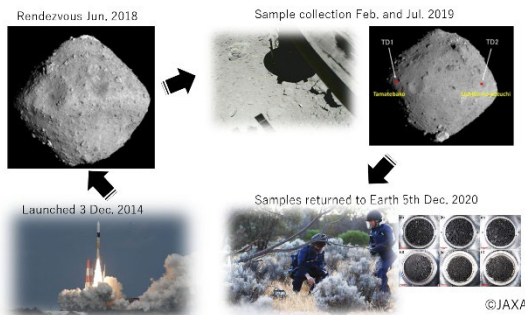 Rendezvous Jun. 2018
Sample collection Feb. and Jul. 2019
TD1
TD2
Tamatebako
Launched 3 Dec. 2014
Samples returned to Earth 5th Dec. 2020
©JAXA